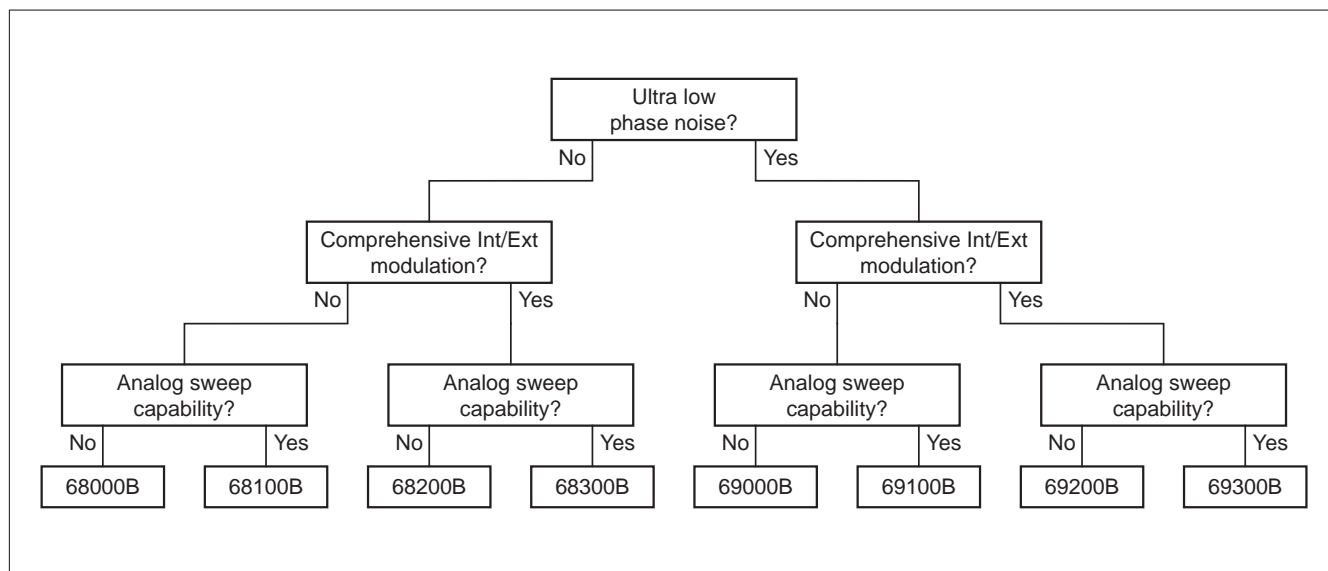 Ultra low
phase noise?
No
Yes
Comprehensive Int/Ext
modulation?
Comprehensive Int/Ext
modulation?
No
Yes
No
Yes
Analog sweep
capability?
Analog sweep
capability?
Analog sweep
capability?
Analog sweep
capability?
No
Yes
No
Yes
No
Yes
No
Yes
68000B
68100B
68200B
68300B
69000B
69100B
69200B
69300B